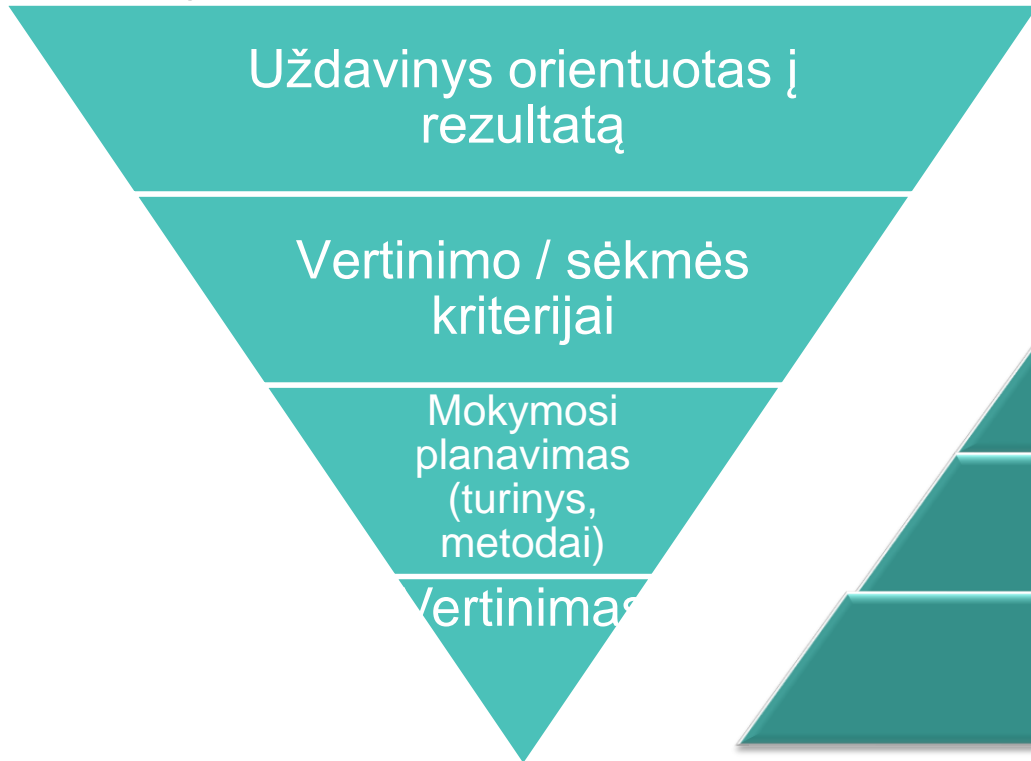 Uždavinys orientuotas į
rezultatą
Vertinimo / sėkmės
kriterijai
Mokymosi
planavimas
(turinys,
metodai)
Vertinimas